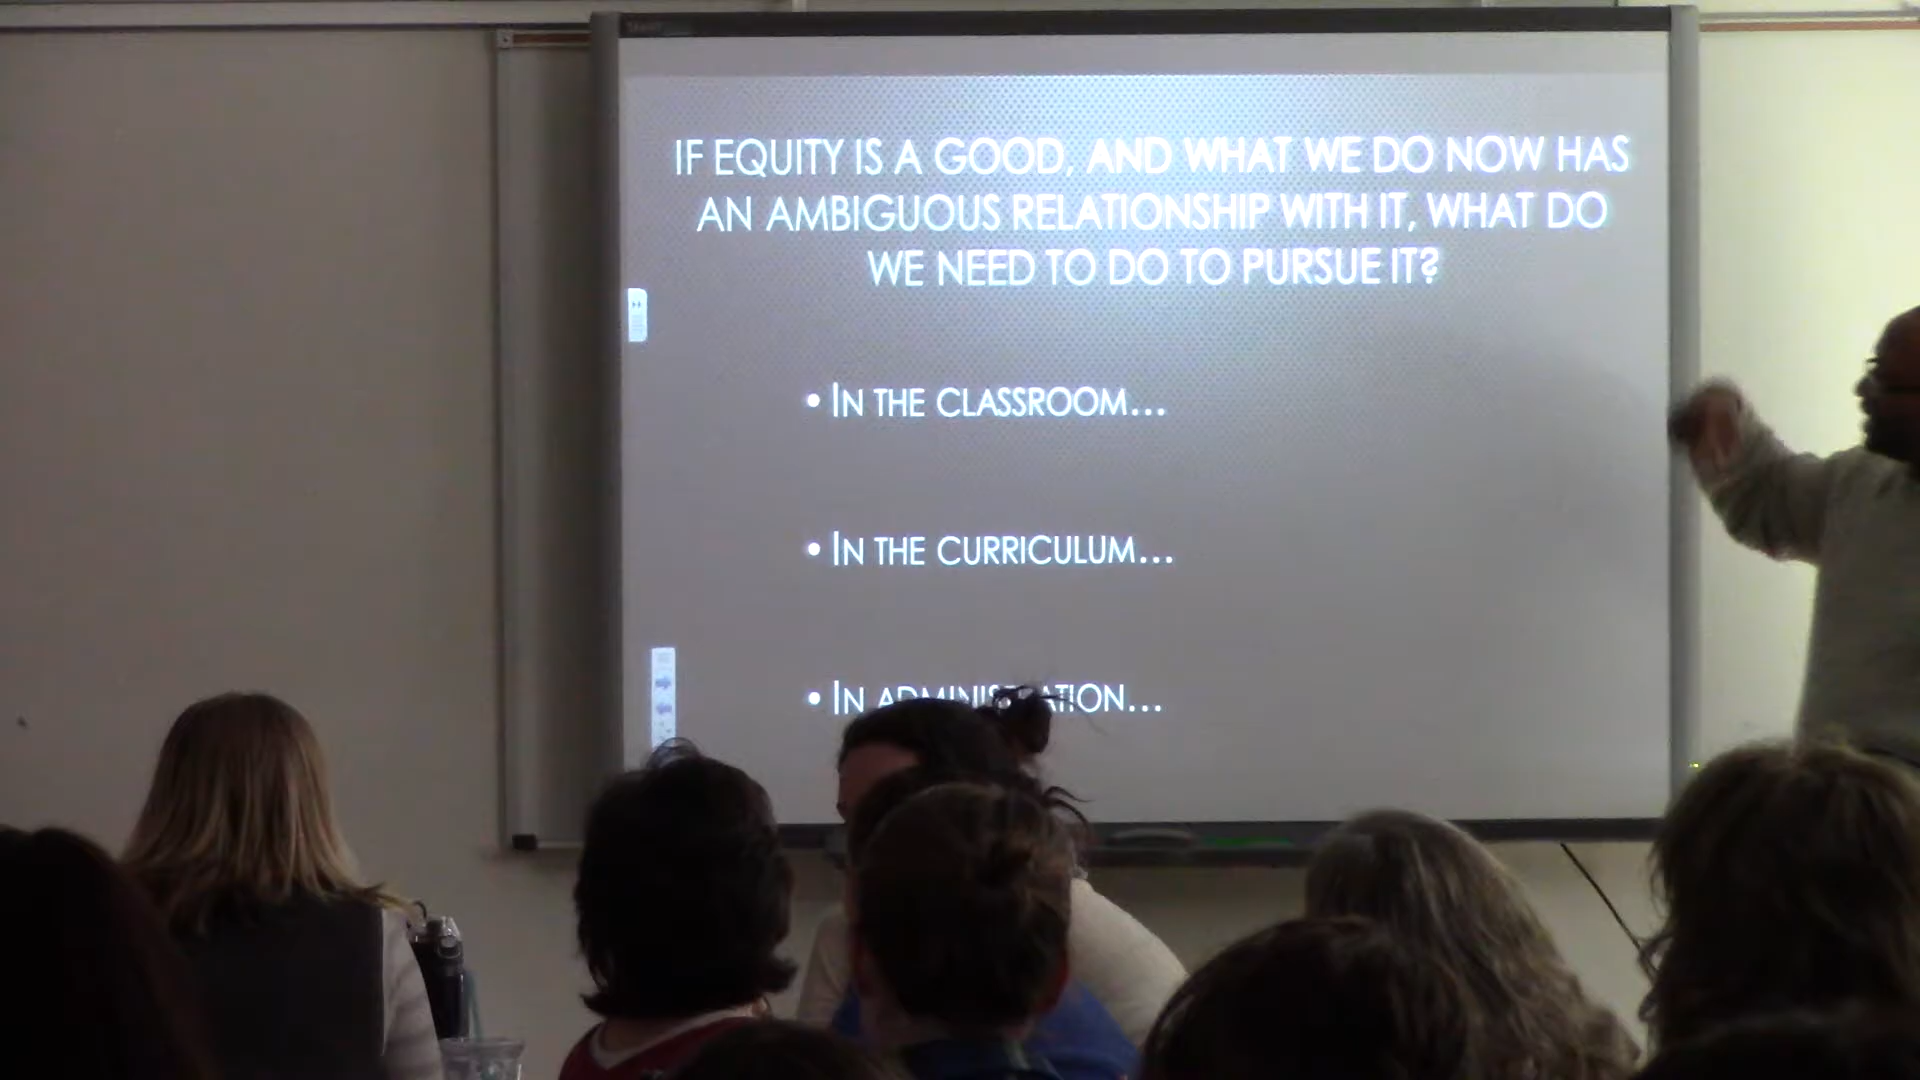 IF EQUITY IS A GOOD, AND WHAT WE DO NOW HAS
AN AMBIGUOUS RELATIONSHIP WITH IT, WHAT DO
WE NEED TO DO TO PURSUE IT?
• IN THE CLASSROOM...
• IN THE CURRICULUM...
• IN ADMINISTRATION...